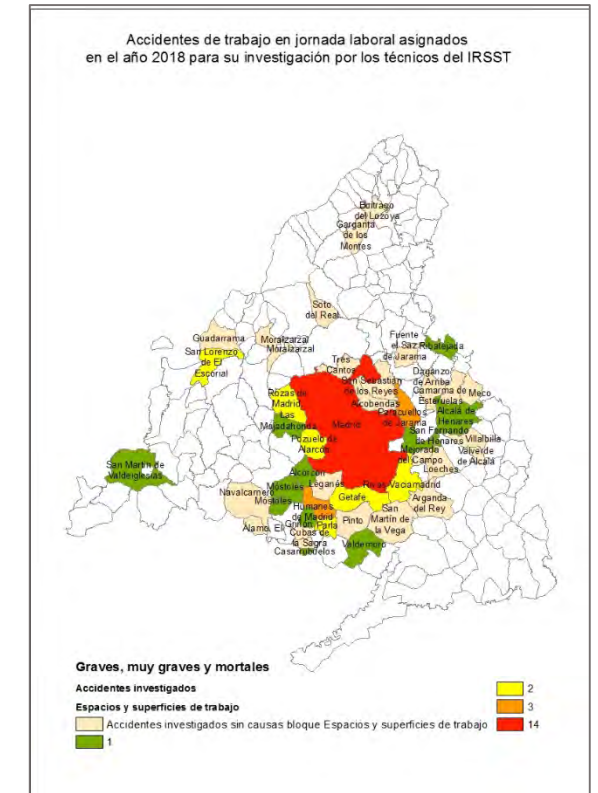 Accidentes de trabajo en jornada laboral asignados
en el año 2018 para su investigación por los técnicos del IRSST
Buitrago
del Lozoya
Garganta
de los
Montes
Soto
del Real
Guadarrama
San Lorenzo
de El
Escorial
Moralzarzal
Moralzarzal
Fuente
el Saz
de Jarama
Ribatejada
Tres
Cantos
San Sebastián
de los Reyes
Alcobendas
Daganzo
de Arriba
Camarma de
Esteruelas
Meco
Rozas de
Madrid,
Las
Majadahonda
Madrid
Paracuellos
de Jarama
Alcalá de
Henares
San Fernando
de Henares
Villalbilla
Pozuelo de
Alarcón
Mejorada
del Campo
Valverde
de Alcalá
Loeches
San Martín de
Valdeiglesias
Alcorcón
Leganés
Rivas-Vaciamadrid
Móstoles
Móstoles
Navalcarnero
Getafe
Arganda
del Rey
Humanes
de Madrid
San
Martín de
la Vega
Álamo, El
Griñón
Parla
Pinto
Cubas de
la Sagra
Casarrubuelos
Valdemoro
Graves, muy graves y mortales
Accidentes investigados
Espacios y superficies de trabajo
Accidentes investigados sin causas bloque Espacios y superficies de trabajo
1
2
3
14